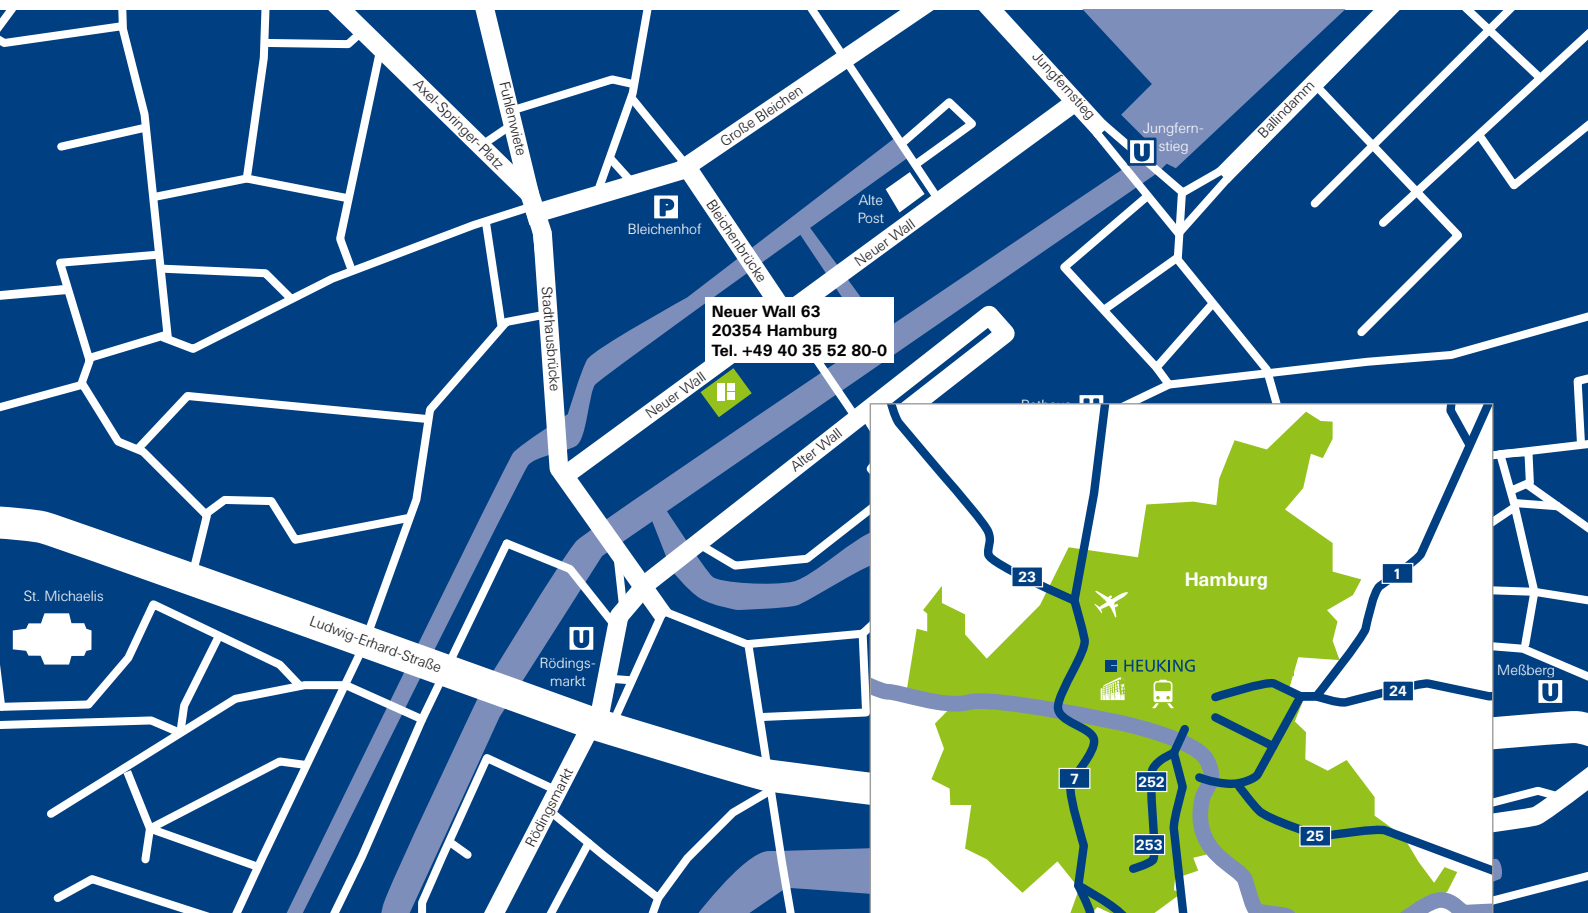 Axel-Springer-Platz
Fuhlenwiete
Große Bleichen
Jungfernstieg
Ballindamm
Jungfern-
stieg
U
P
Bleichenhof
Bleichenbrücke
Alte
Post
Neuer Wall
Stadthausbrücke
Neuer Wall 63
20354 Hamburg
Tel. +49 40 35 52 80-0
Neuer Wall
Alter Wall
St. Michaelis
Ludwig-Erhard-Straße
U
Rödings-
markt
Rödingsmarkt
23
1
Hamburg
HEUKING
24
7
252
253
25
Meßberg
U